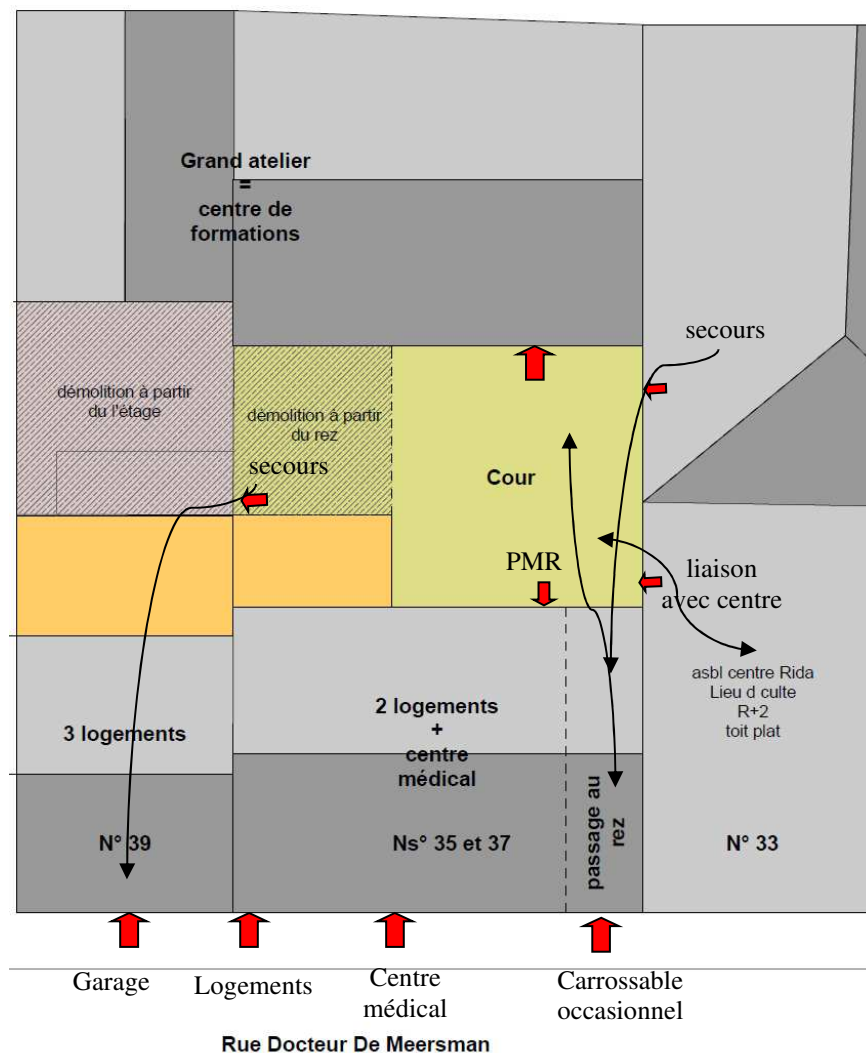 Grand atelier
=
centre de
formations
secours
démolition à partir
du l'étage
démolition à partir
du rez
secours
Cour
PMR
liaison
avec centre
asbl centre Rida
Lieu d culte
R+2
toit plat
3 logements
2 logements
+
centre
médical
passage au
rez
N° 39
Ns° 35 et 37
N° 33
Garage
Logements
Centre
médical
Carrossable
occasionnel
Rue Docteur De Meersman